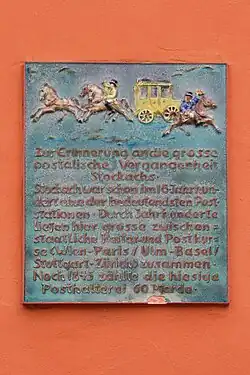 Zur Erinnerung an die grosse
postalische Vergangenheit
Stockachs.
Stockach war schon im 16 Jahrhun-
dert eine der bedeutendsten Post-
stationen. Durch Jahrhunderte
liefen hier grosse zwischen-
staatliche Reiter und Postkur-
se (Wien-Paris / Ulm-Basel /
Stuttgart-Zürich) zusammen.
Noch 1845 zählte die hiesige
Posthalterei 60 Pferde.